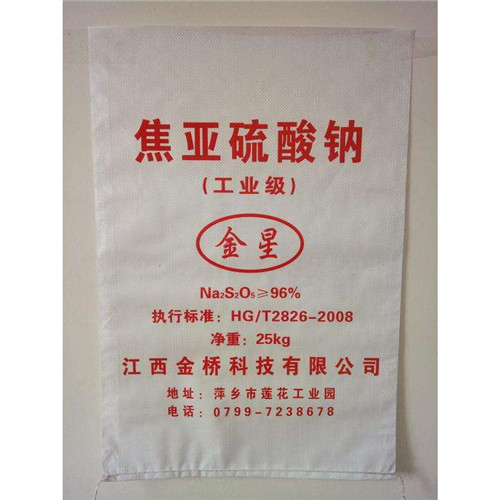 焦亚硫酸钠
(工业级)
金星
Na₂S₂O₅≥96%
执行标准：HG/T2826-2008
净重：25kg
江西金桥科技有限公司
地址：萍乡市莲花工业园
电话：0799-7238678